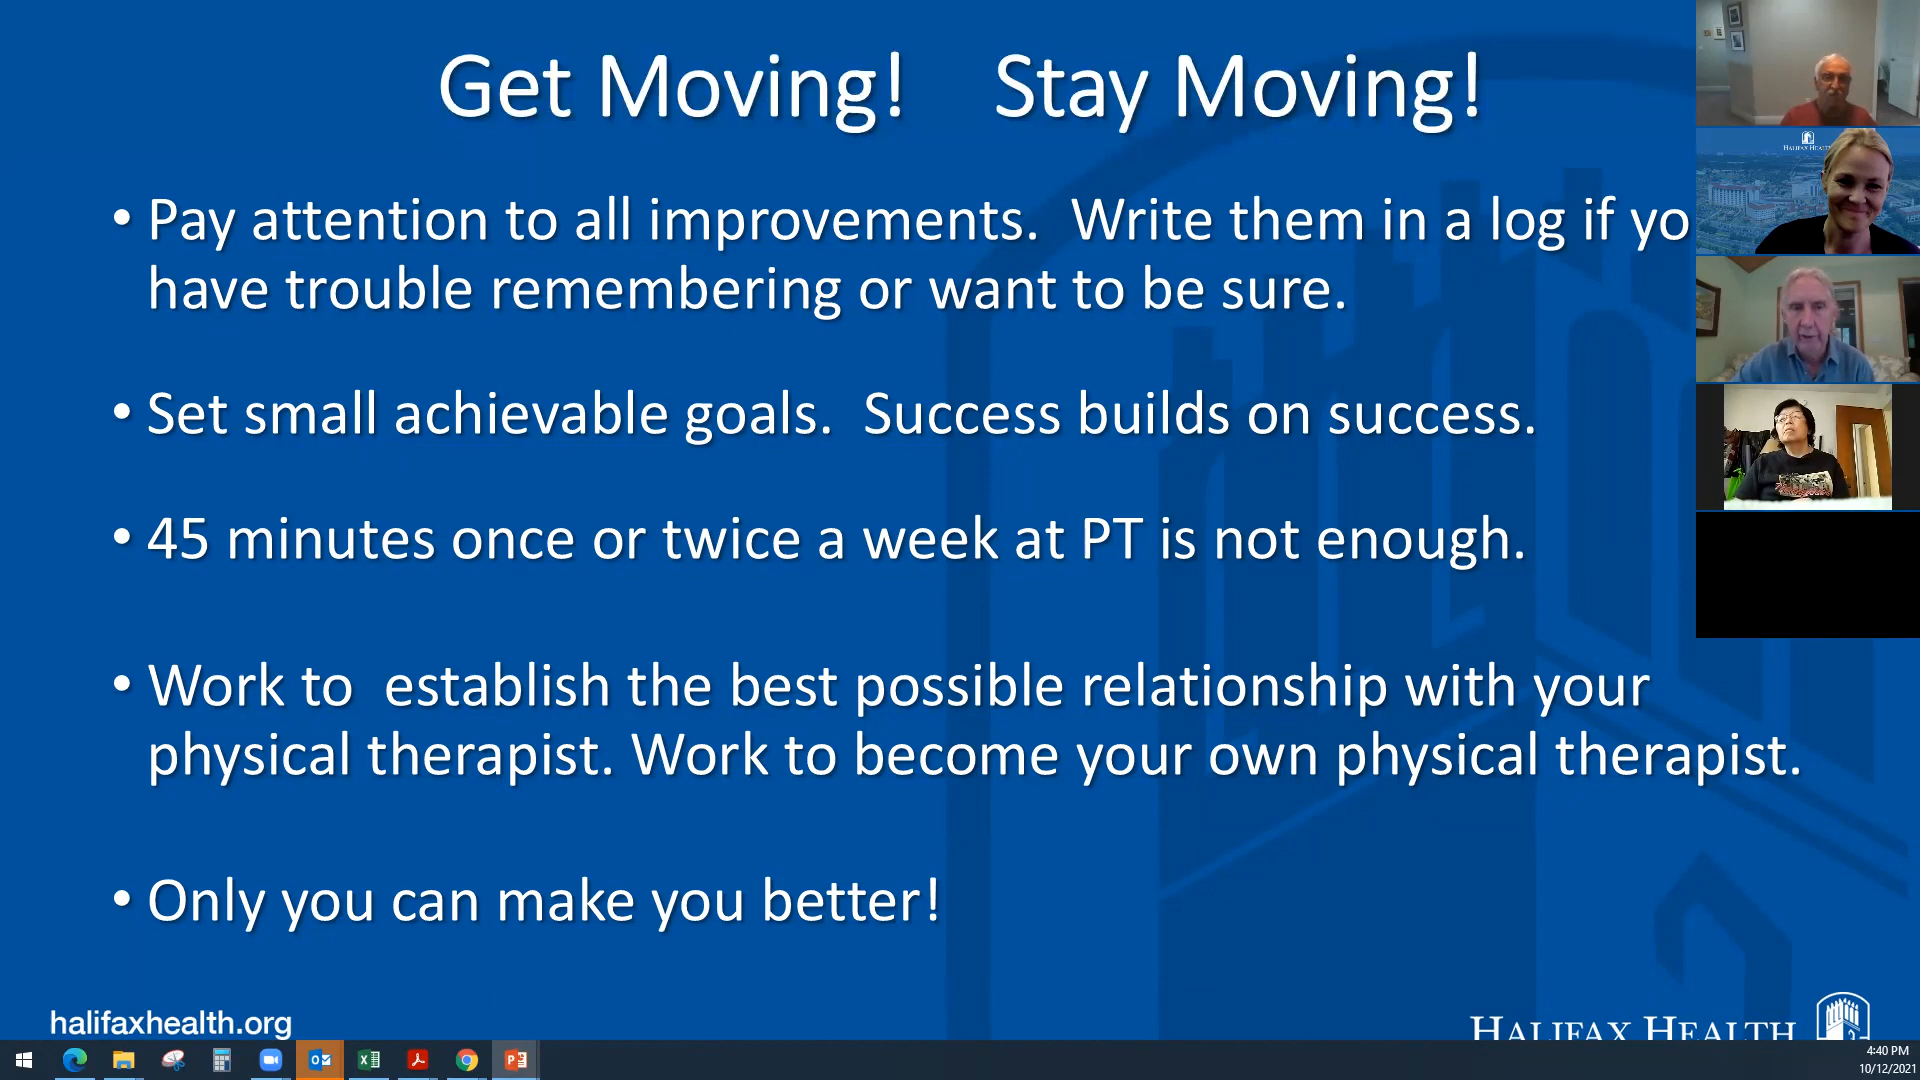 Get Moving!    Stay Moving!
• Pay attention to all improvements.  Write them in a log if yo
have trouble remembering or want to be sure.
• Set small achievable goals.  Success builds on success.
• 45 minutes once or twice a week at PT is not enough.
• Work to  establish the best possible relationship with your
physical therapist. Work to become your own physical therapist.
• Only you can make you better!
halifaxhealth.org
HALIFAX HEALTH
4:40 PM
10/12/2021